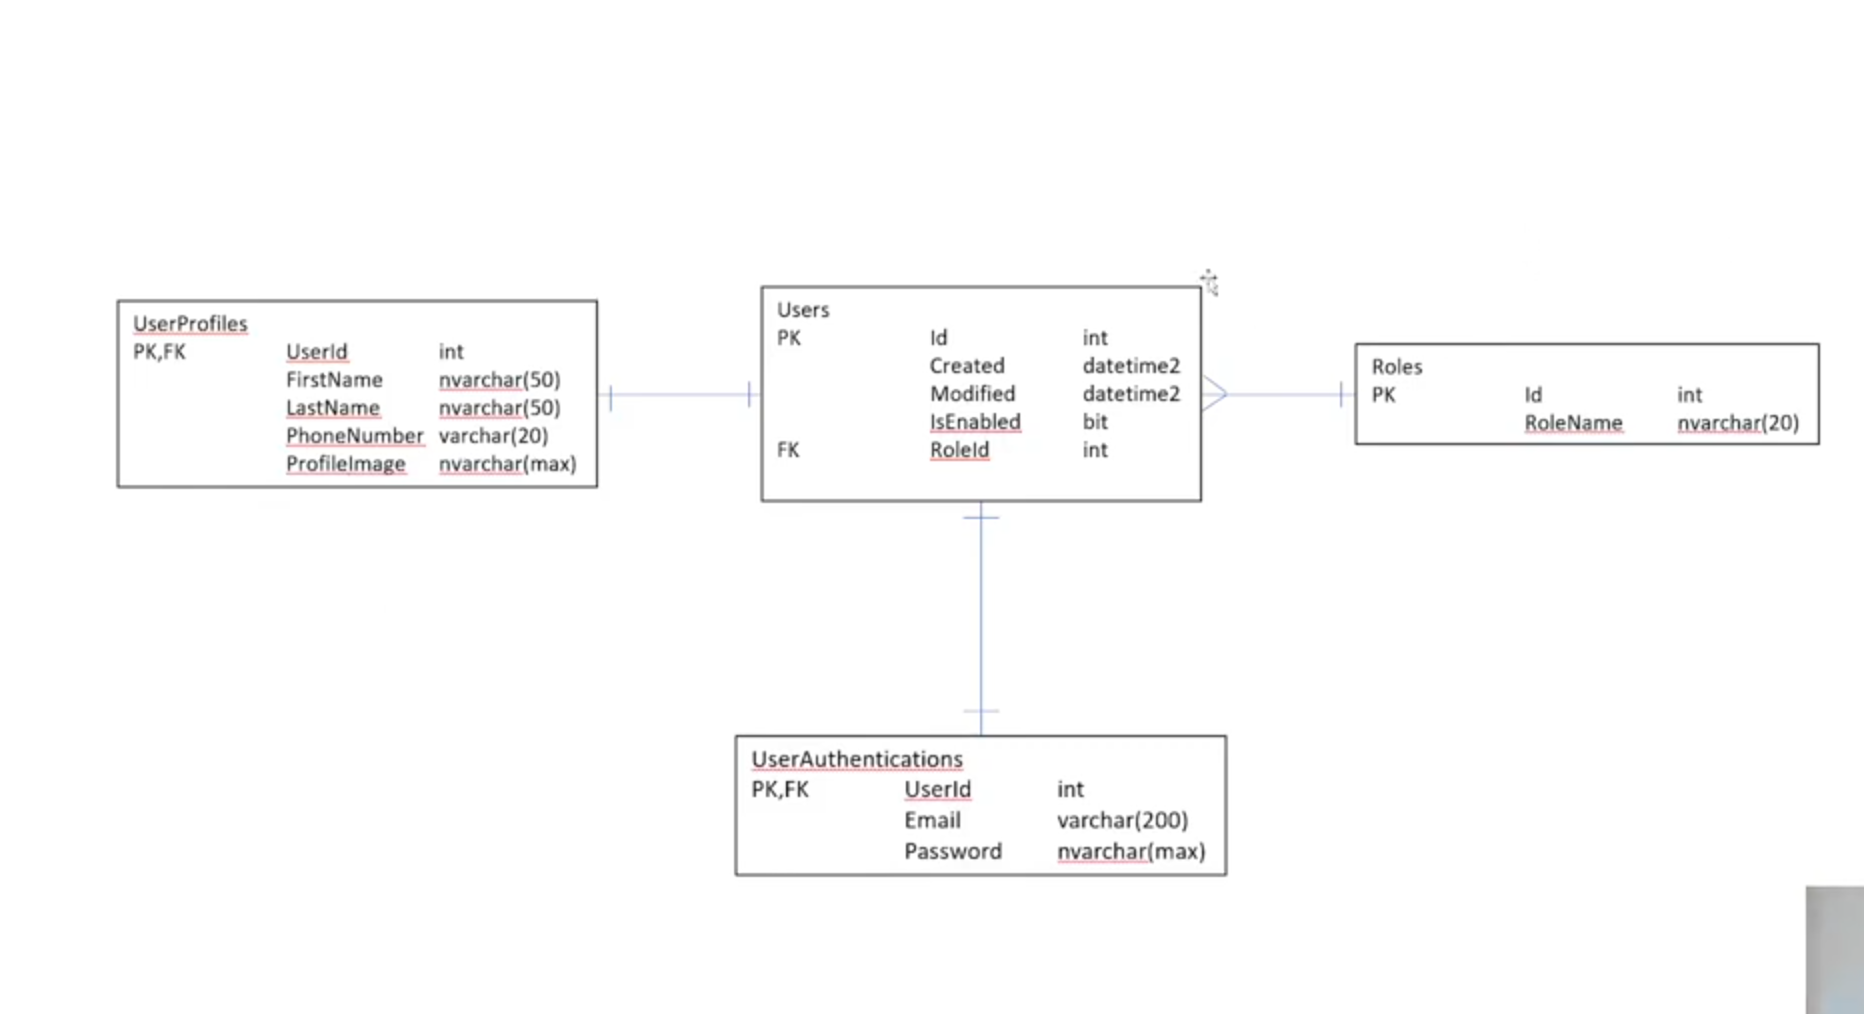 UserProfiles
PK,FK UserId int
FirstName nvarchar(50)
LastName nvarchar(50)
PhoneNumber varchar(20)
ProfileImage nvarchar(max)
Users
PK Id int
Created datetime2
Modified datetime2
IsEnabled bit
FK RoleId int
Roles
PK Id int
RoleName nvarchar(20)
UserAuthentications
PK,FK UserId int
Email varchar(200)
Password nvarchar(max)